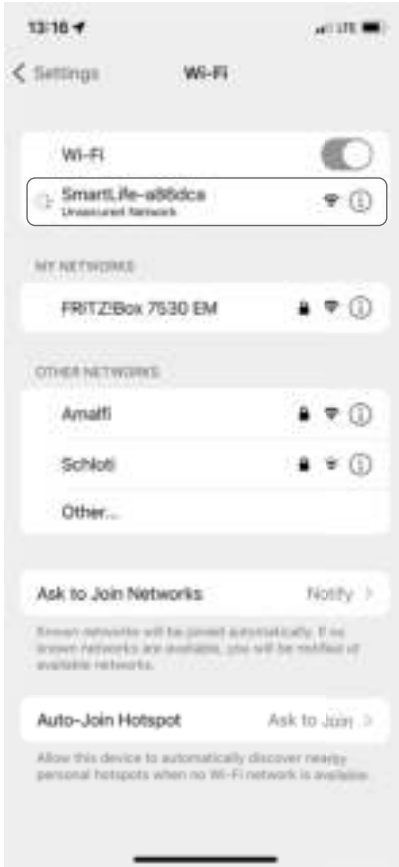 13:16
LTE
Settings
Wi-Fi
Wi-Fi
SmartLife-a86dca
Unsecured Network
MY NETWORKS
FRITZ!Box 7530 EM
OTHER NETWORKS
Amalfi
Schloti
Other...
Ask to Join Networks Notify
Known networks will be joined automatically. If no
known networks are available, you will be notified of
available networks.
Auto-Join Hotspot Ask to Join
Allow this device to automatically discover nearby
personal hotspots when no Wi-Fi network is available.